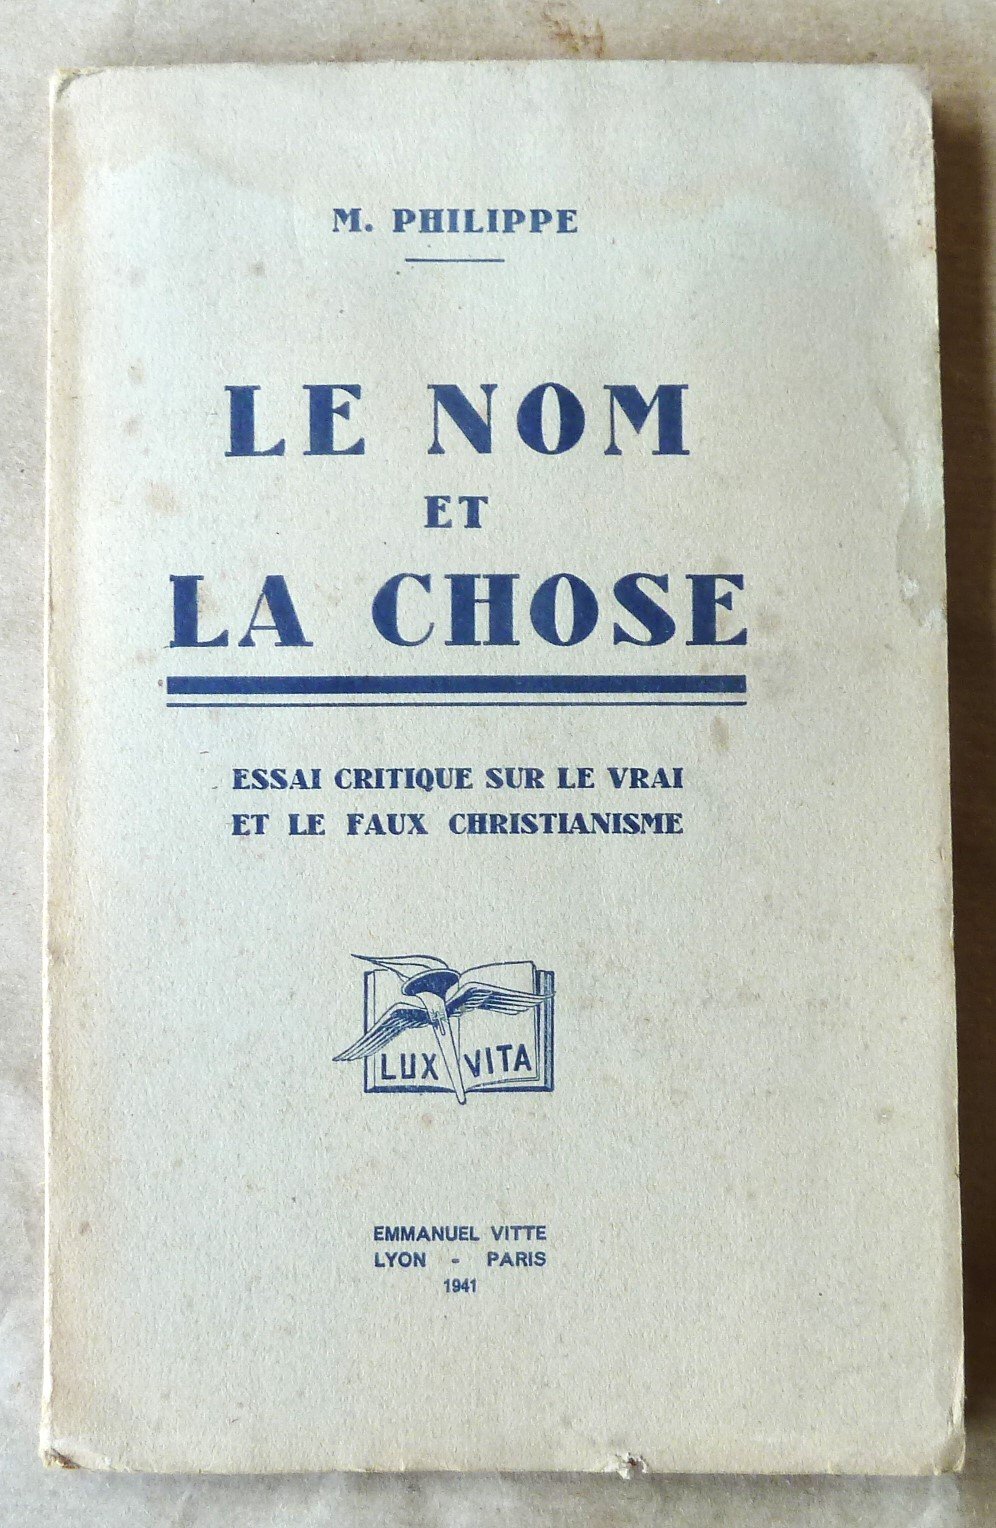 M. PHILIPPE
LE NOM
ET
LA CHOSE
ESSAI CRITIQUE SUR LE VRAI
ET LE FAUX CHRISTIANISME
LUX VITA
EMMANUEL VITTE
LYON - PARIS
1941